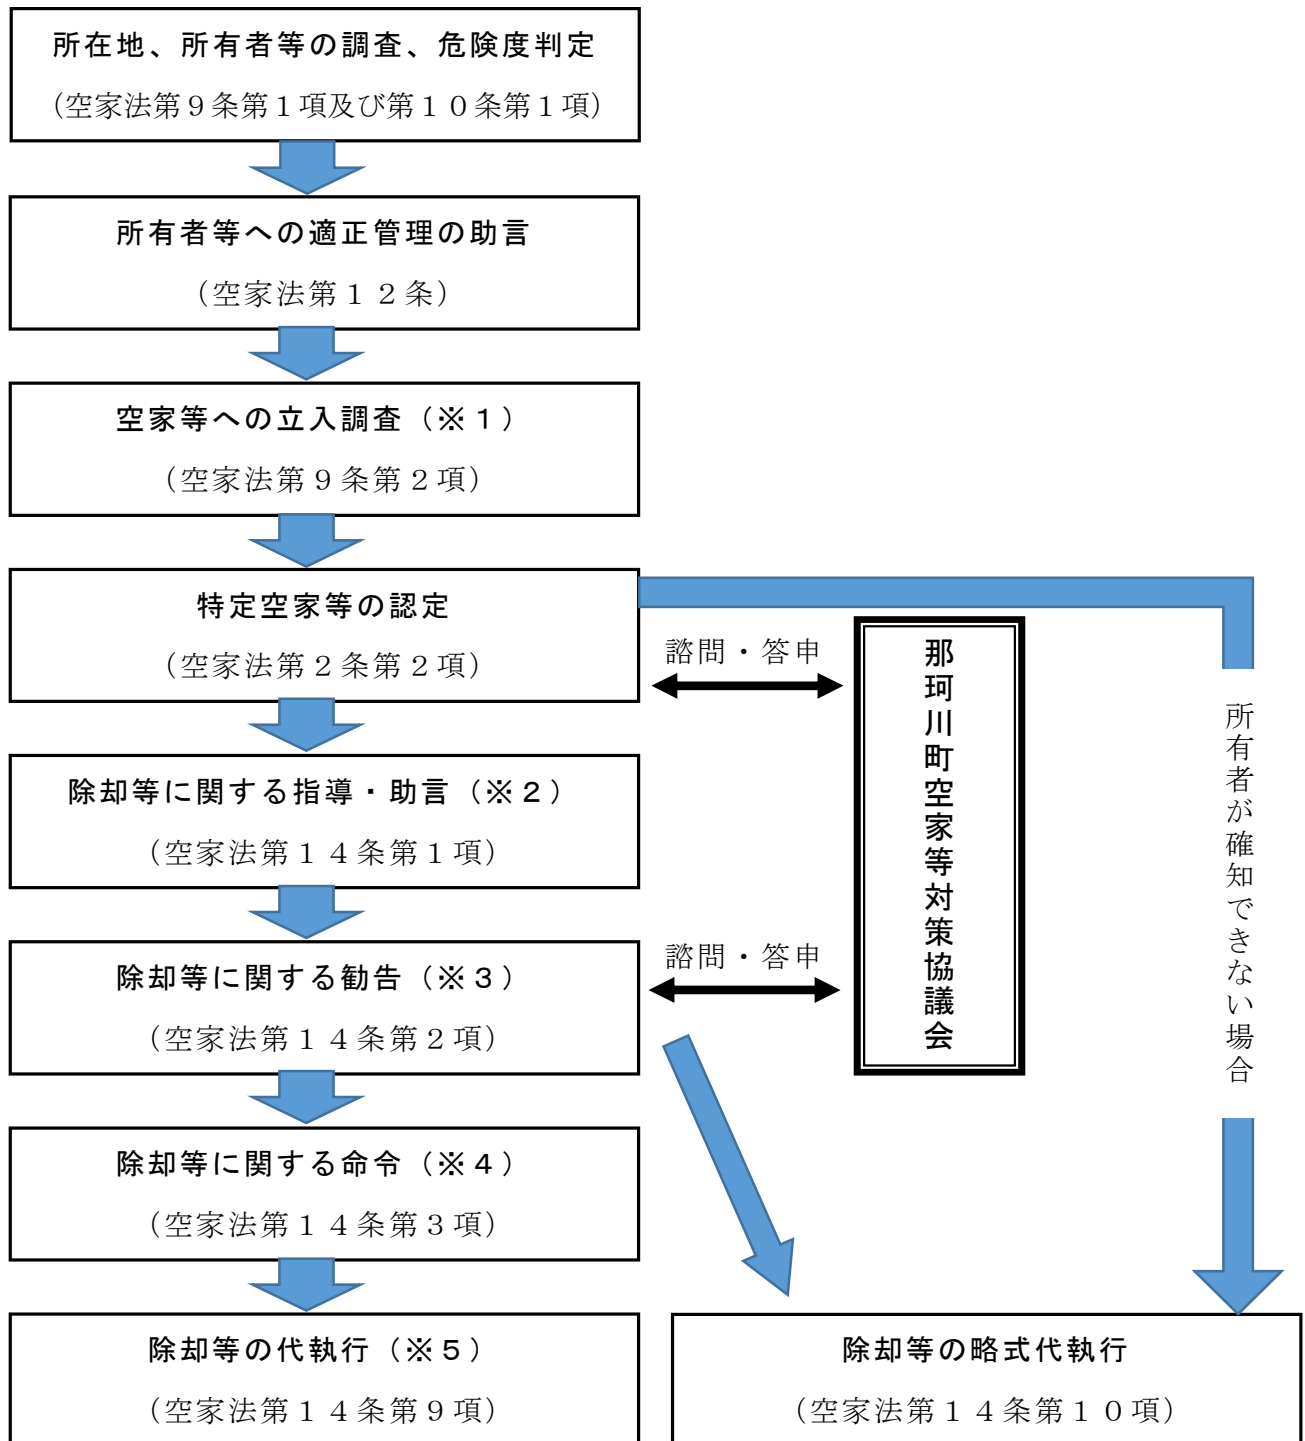 所在地、所有者等の調査、危険度判定
（空家法第９条第１項及び第１０条第１項）
所有者等への適正管理の助言
（空家法第１２条）
空家等への立入調査（※１）
（空家法第９条第２項）
特定空家等の認定
（空家法第２条第２項）
諮問・答申
那珂川町空家等対策協議会
所有者が確知できない場合
除却等に関する指導・助言（※２）
（空家法第１４条第１項）
除却等に関する勧告（※３）
（空家法第１４条第２項）
諮問・答申
除却等に関する命令（※４）
（空家法第１４条第３項）
除却等の代執行（※５）
（空家法第１４条第９項）
除却等の略式代執行
（空家法第１４条第１０項）